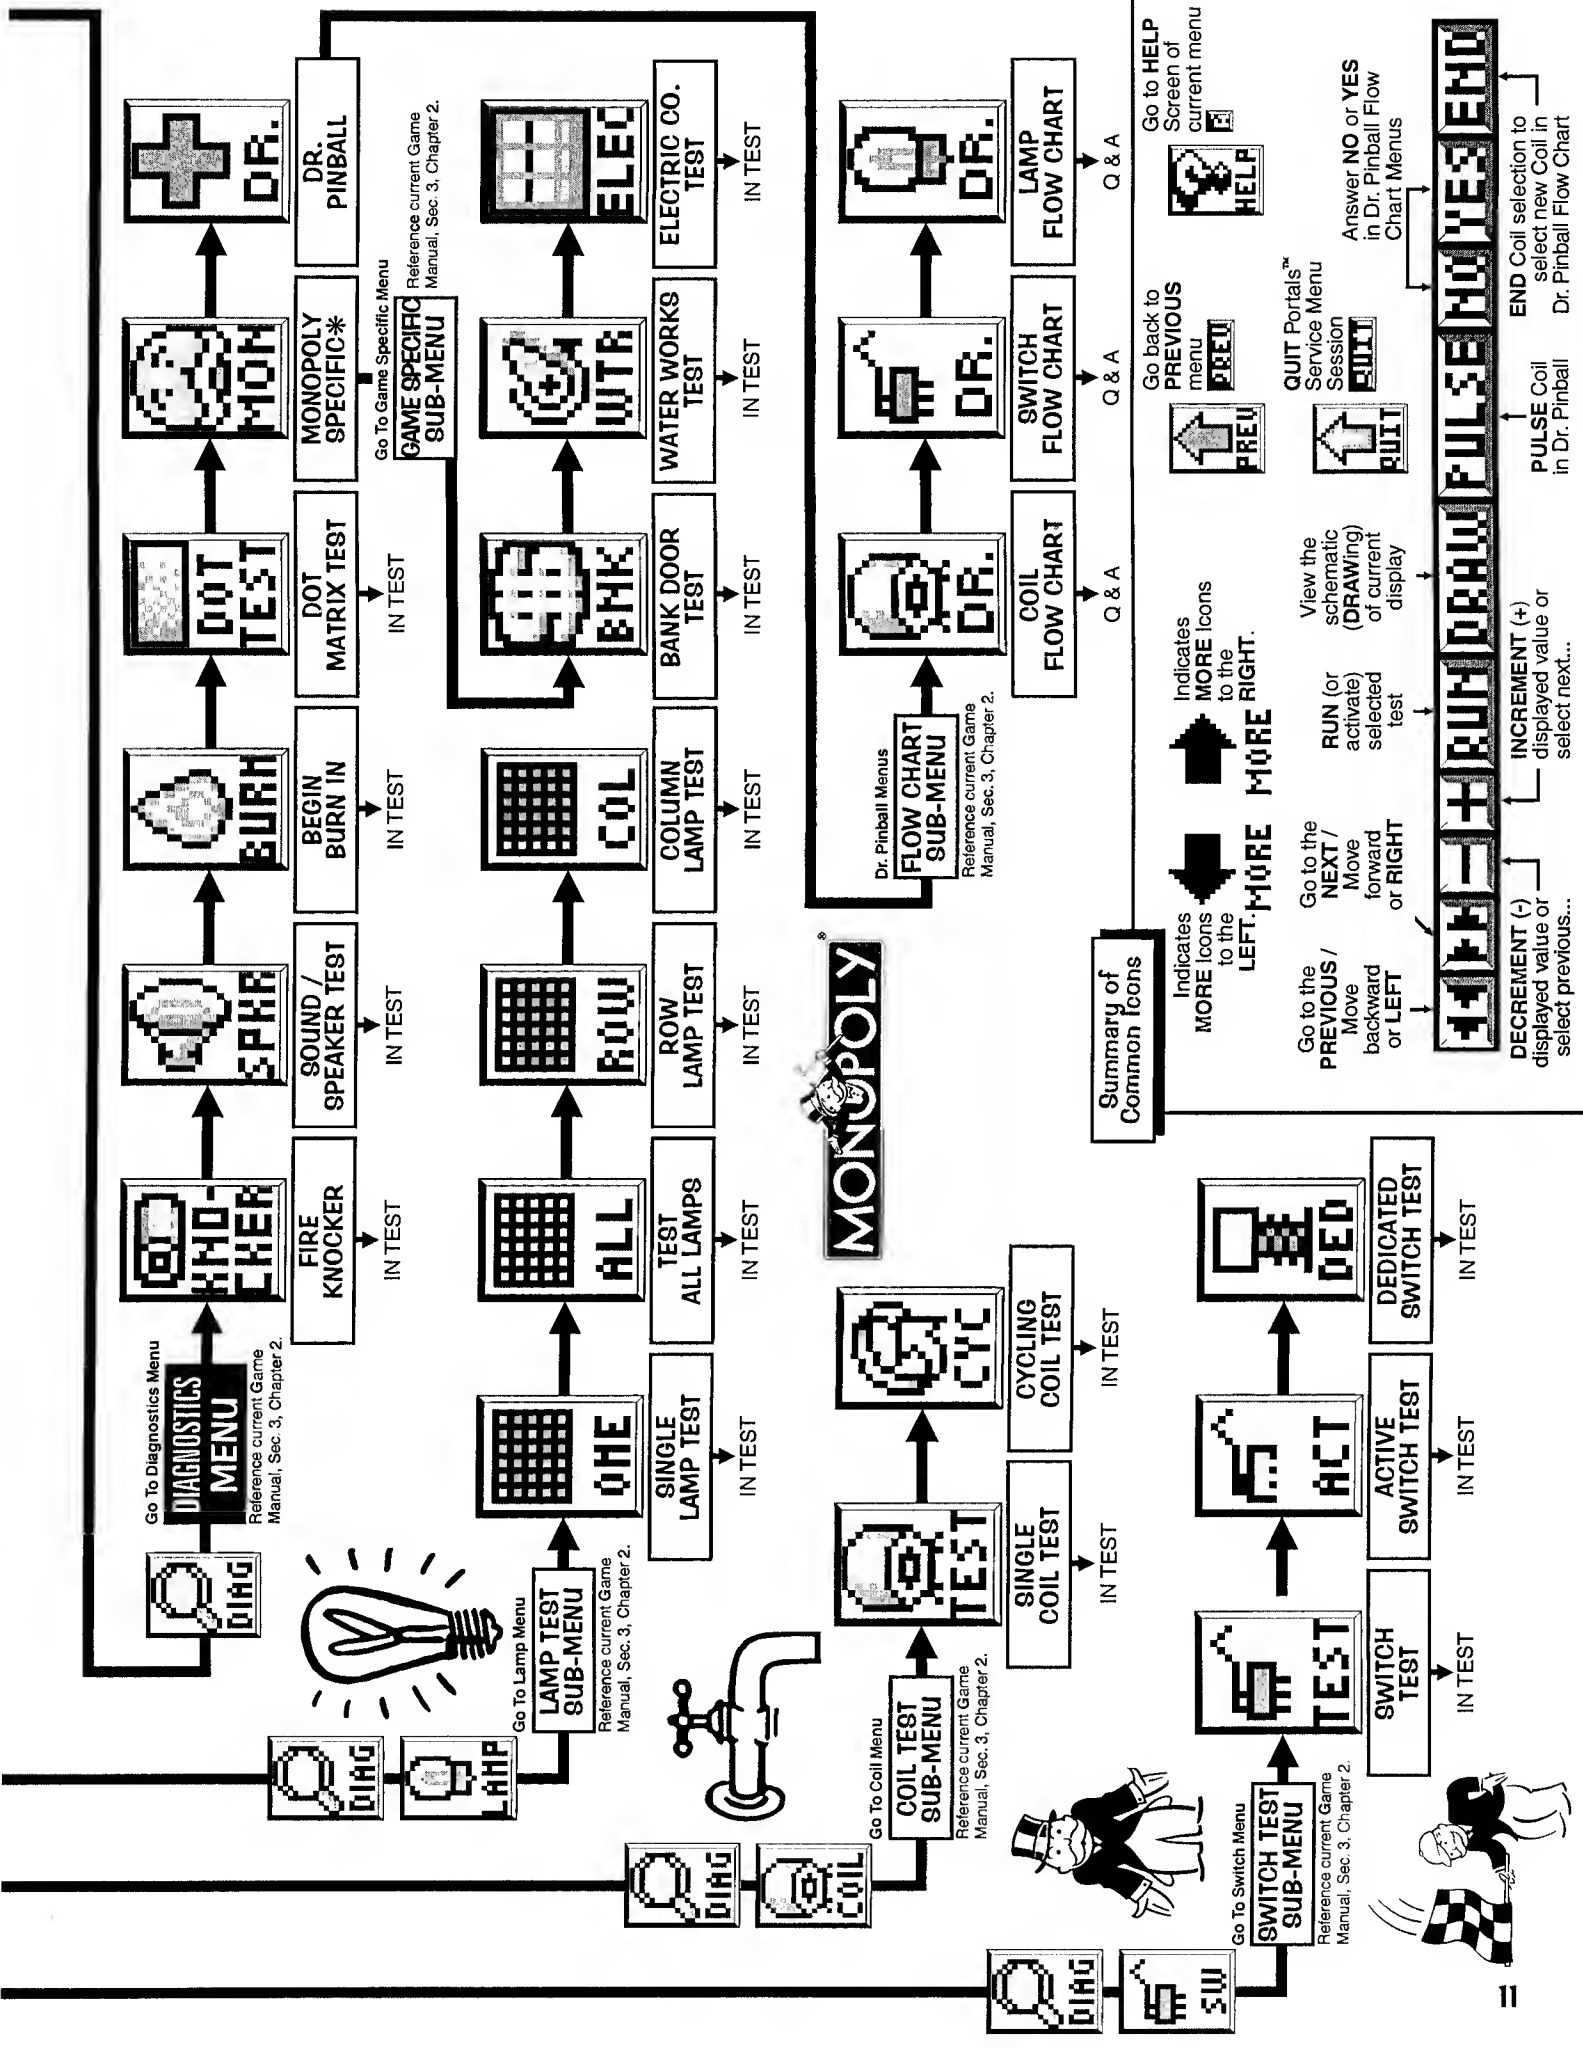 Go To Diagnostics Menu
DIAG
DIAGNOSTICS
MENU
Reference current Game
Manual, Sec. 3, Chapter 2.
KNO-
CKER
SPKR
BURN
DOT
TEST
MON
DR.
FIRE
KNOCKER
SOUND /
SPEAKER TEST
BEGIN
BURN IN
DOT
MATRIX TEST
MONOPOLY
SPECIFIC*
DR.
PINBALL
IN TEST
IN TEST
IN TEST
IN TEST
Go To Game Specific Menu
GAME SPECIFIC
SUB-MENU
Reference current Game
Manual, Sec. 3, Chapter 2.
DIAG
LAMP
Go To Lamp Menu
LAMP TEST
SUB-MENU
Reference current Game
Manual, Sec. 3, Chapter 2.
ONE
ALL
ROW
COL
BNK
WTR
ELEC
SINGLE
LAMP TEST
TEST
ALL LAMPS
ROW
LAMP TEST
COLUMN
LAMP TEST
BANK DOOR
TEST
WATER WORKS
TEST
ELECTRIC CO.
TEST
IN TEST
IN TEST
IN TEST
IN TEST
IN TEST
IN TEST
IN TEST
MONOPOLY
®
DIAG
COIL
Go To Coil Menu
COIL TEST
SUB-MENU
Reference current Game
Manual, Sec. 3, Chapter 2.
TEST
CYC
SINGLE
COIL TEST
CYCLING
COIL TEST
IN TEST
IN TEST
Dr. Pinball Menus
FLOW CHART
SUB-MENU
Reference current Game
Manual, Sec. 3, Chapter 2.
DR.
DR.
DR.
COIL
FLOW CHART
SWITCH
FLOW CHART
LAMP
FLOW CHART
Q & A
Q & A
Q & A
DIAG
SW
Go To Switch Menu
SWITCH TEST
SUB-MENU
Reference current Game
Manual, Sec. 3, Chapter 2.
TEST
ACT
DED
SWITCH
TEST
ACTIVE
SWITCH TEST
DEDICATED
SWITCH TEST
IN TEST
IN TEST
IN TEST
Summary of
Common Icons
Indicates
MORE Icons
to the
LEFT.
MORE
Indicates
MORE Icons
to the
RIGHT.
MORE
Go back to
PREVIOUS
menu
PREV
PREV
Go to HELP
Screen of
current menu
HELP
QUIT Portals™
Service Menu
Session
QUIT
QUIT
Go to the
PREVIOUS /
Move
backward
or LEFT
Go to the
NEXT /
Move
forward
or RIGHT
RUN (or
activate)
selected
test
View the
schematic
(DRAWing)
of current
display
Answer NO or YES
in Dr. Pinball Flow
Chart Menus
- + RUN DRAW PULSE NO YES END
DECREMENT (-)
displayed value or
select previous...
INCREMENT (+)
displayed value or
select next...
PULSE Coil
in Dr. Pinball
END Coil selection to
select new Coil in
Dr. Pinball Flow Chart
11